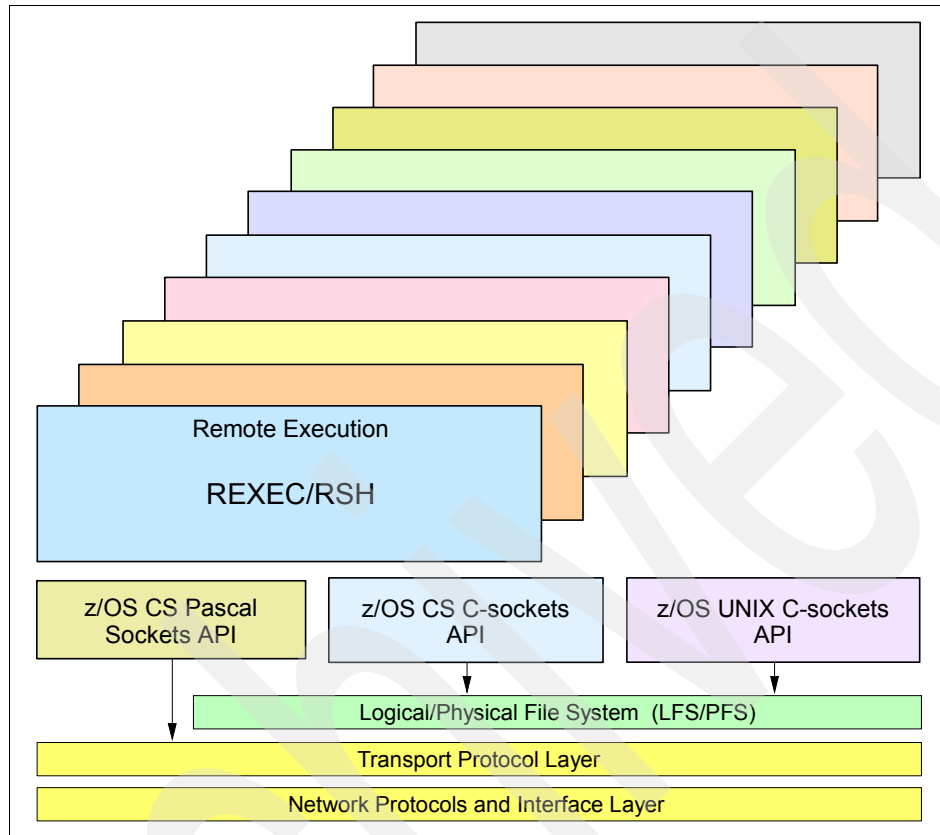 Remote Execution
REXEC/RSH
z/OS CS Pascal
Sockets API
z/OS CS C-sockets
API
z/OS UNIX C-sockets
API
Logical/Physical File System (LFS/PFS)
Transport Protocol Layer
Network Protocols and Interface Layer